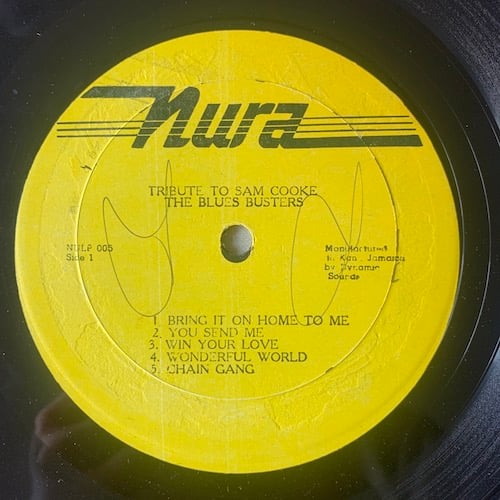 nura
TRIBUTE TO SAM COOKE
THE BLUES BUSTERS
NULP 005
Side 1
Manufactured
in Kgn., Jamaica
by Dynamic
Sounds
1. BRING IT ON HOME TO ME
2. YOU SEND ME
3. WIN YOUR LOVE
4. WONDERFUL WORLD
5. CHAIN GANG